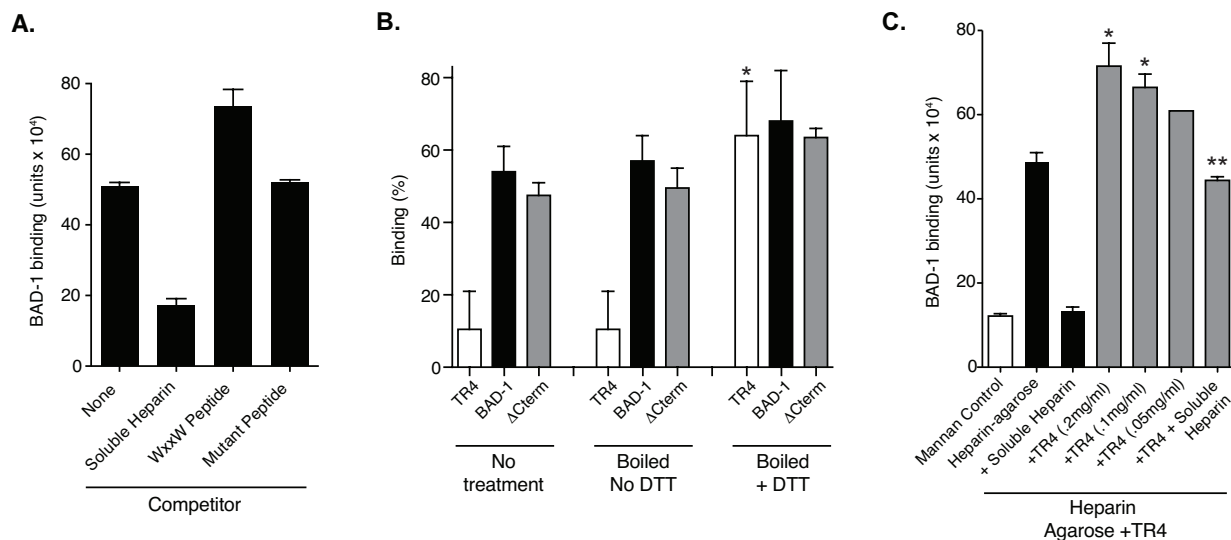 A.
BAD-1 binding (units x 10⁴)
80
60
40
20
0
None
Soluble Heparin
WxxW Peptide
Mutant Peptide
Competitor
B.
Binding (%)
80
60
40
20
0
*
TR4
BAD-1
ΔCterm
TR4
BAD-1
ΔCterm
TR4
BAD-1
ΔCterm
No
treatment
Boiled
No DTT
Boiled
+ DTT
C.
BAD-1 binding (units x 10⁴)
80
60
40
20
0
*
*
**
Mannan Control
Heparin-agarose
+ Soluble Heparin
+TR4 (.2mg/ml)
+TR4 (.1mg/ml)
+TR4 (.05mg/ml)
+TR4 + Soluble
Heparin
Heparin
Agarose +TR4